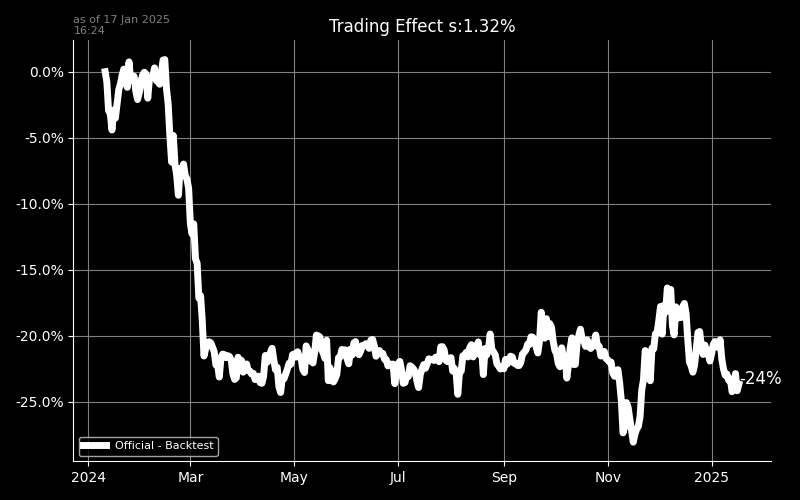 as of 17 Jan 2025
16:24
Trading Effect s:1.32%
0.0%
-5.0%
-10.0%
-15.0%
-20.0%
-25.0%
-24%
Official - Backtest
2024 Mar May Jul Sep Nov 2025